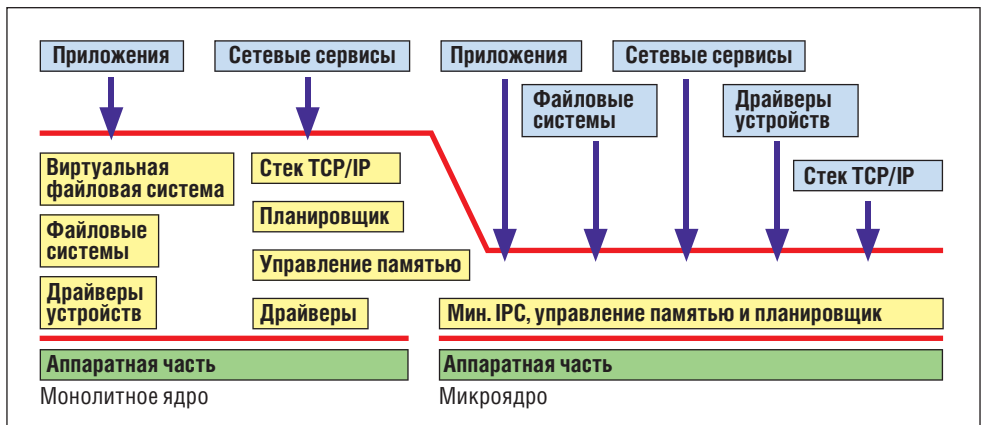 Приложения
Сетевые сервисы
Приложения
Сетевые сервисы
Файловые
системы
Драйверы
устройств
Стек TCP/IP
Виртуальная
файловая система
Файловые
системы
Драйверы
устройств
Стек TCP/IP
Планировщик
Управление памятью
Драйверы
Мин. IPC, управление памятью и планировщик
Аппаратная часть
Аппаратная часть
Монолитное ядро
Микроядро